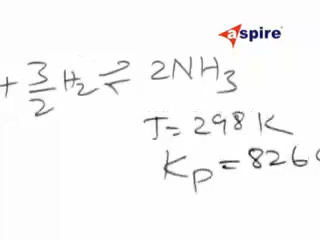 aspire
+ 3/2 H₂ ⇌ 2NH₃
T = 298 K
Kₚ = 826